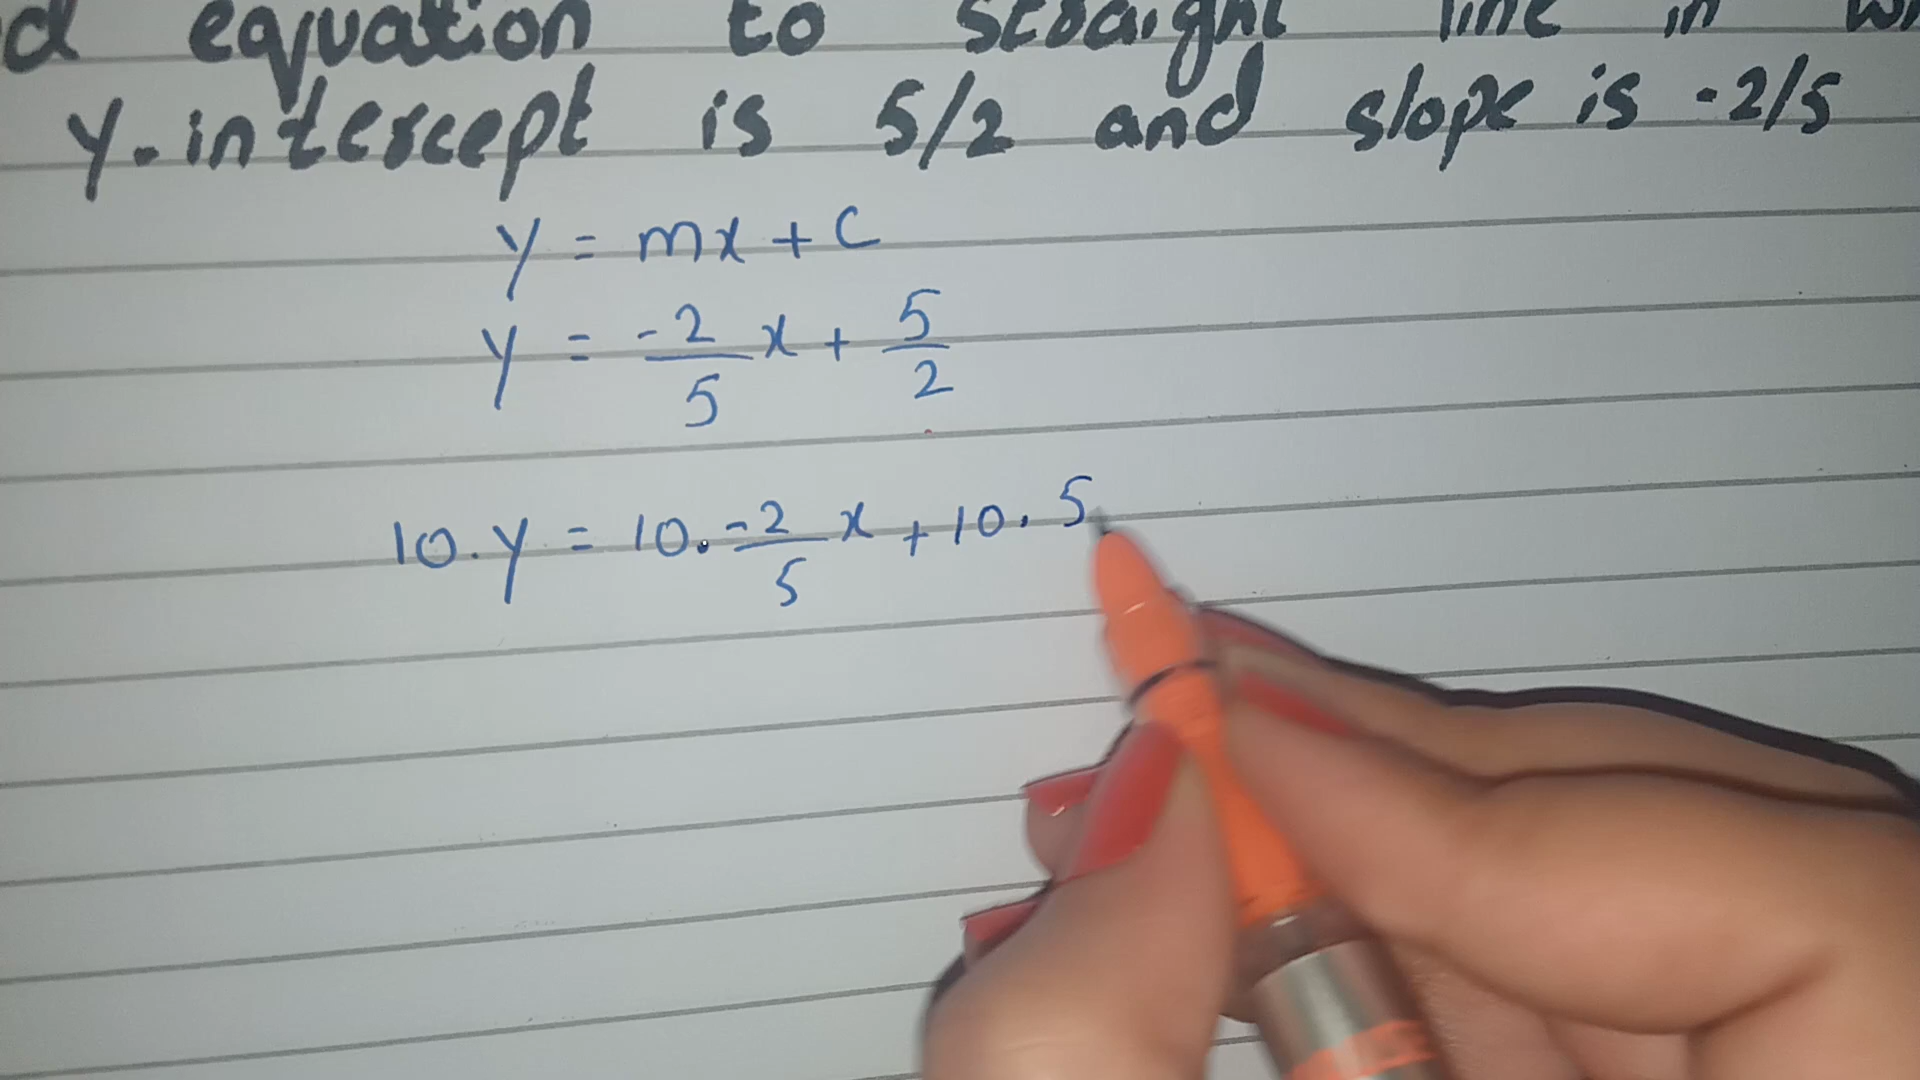 equation to straight line in
y-intercept is 5/2 and slope is -2/5
y = mx + c
y = -2/5 x + 5/2
10.y = 10.-2/5 x + 10.5